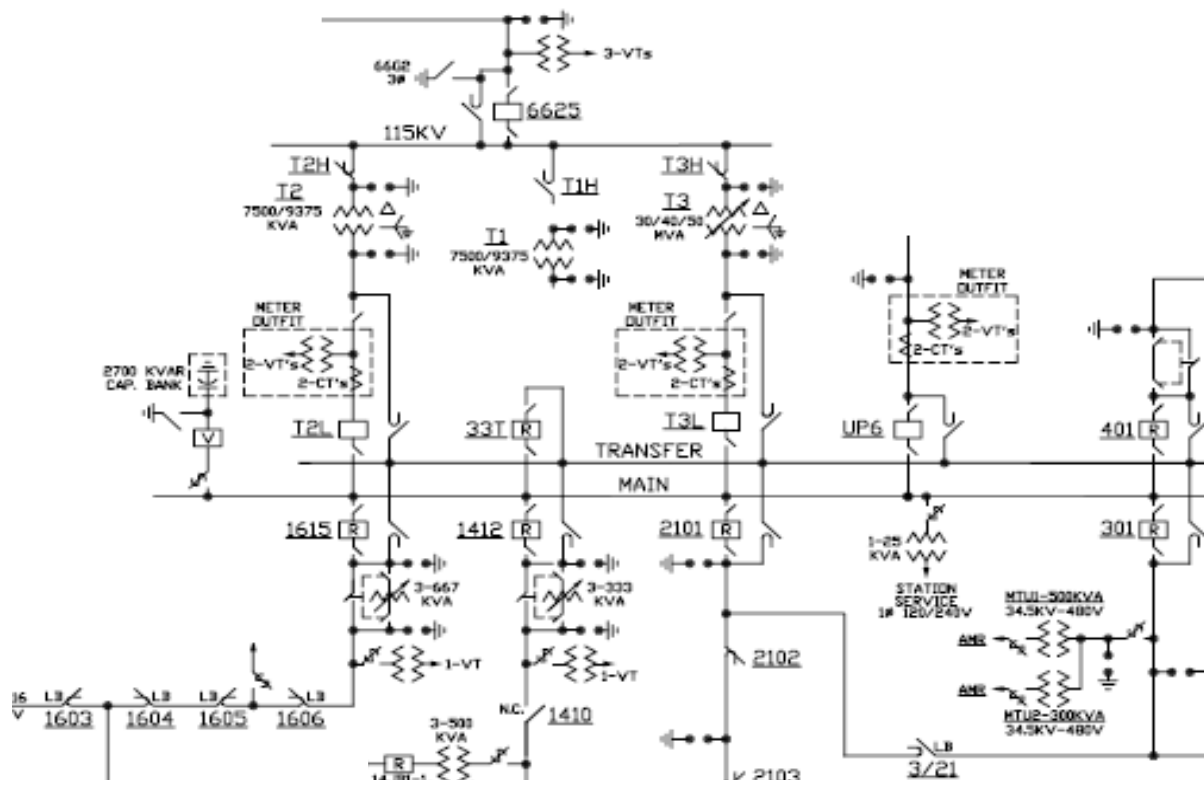 3-VTs
66G2
3Ø
6625
115KV
T2H
T1H
T3H
T2
7500/9375
KVA
T1
7500/9375
KVA
T3
30/40/50
MVA
METER
OUTFIT
2-VT's
2-CT's
METER
OUTFIT
2-VT's
2-CT's
METER
OUTFIT
2-VT's
2-CT's
2700 KVAR
CAP. BANK
V
T2L
33T
R
T3L
UP6
401
R
TRANSFER
MAIN
1615
R
1412
R
2101
R
301
R
1-25
KVA
STATION
SERVICE
1Ø 120/240V
3-667
KVA
3-333
KVA
1-VT
1-VT
MTU1-500KVA
34.5KV-480V
AMR
AMR
MTU2-300KVA
34.5KV-480V
2102
16
V
LB
1603
LB
1604
LB
1605
LB
1606
N.C.
1410
3-500
KVA
R
LB
3/21
2103